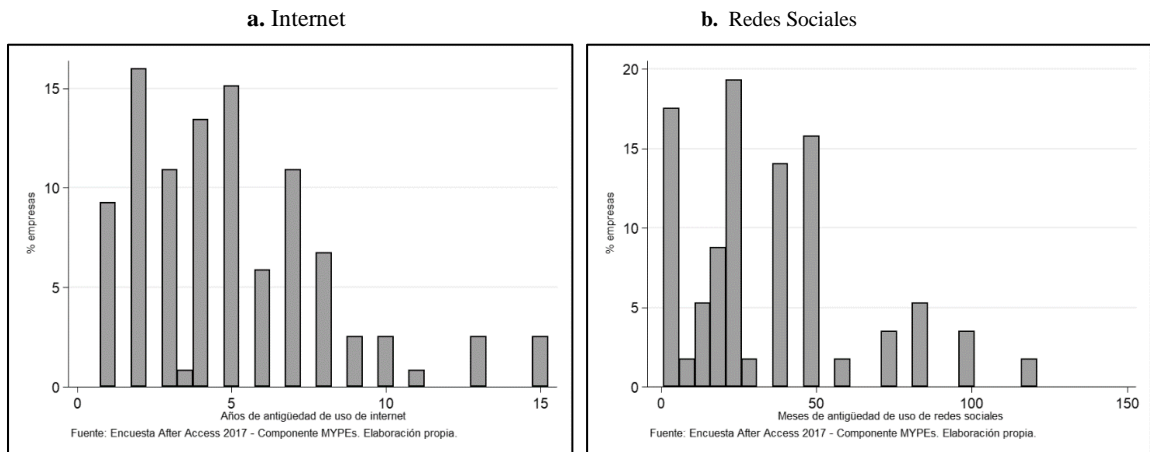 a. Internet
b. Redes Sociales
% empresas
15
10
5
0
0 5 10 15
Años de antigüedad de uso de internet
Fuente: Encuesta After Access 2017 - Componente MYPEs. Elaboración propia.
% empresas
20
15
10
5
0
0 50 100 150
Meses de antigüedad de uso de redes sociales
Fuente: Encuesta After Access 2017 - Componente MYPEs. Elaboración propia.